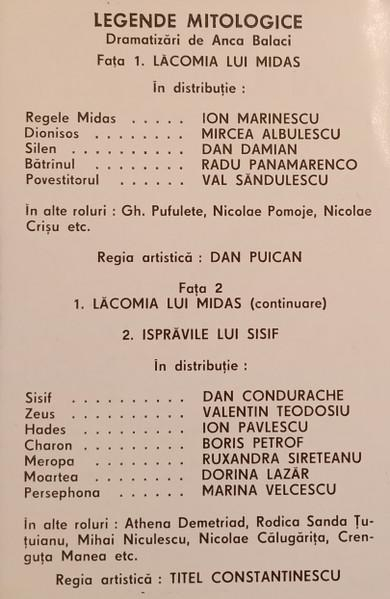 LEGENDE MITOLOGICE
Dramatizări de Anca Balaci
Fața 1. LĂCOMIA LUI MIDAS
În distribuție :
Regele Midas . . . . . ION MARINESCU
Dionisos . . . . . . . . MIRCEA ALBULESCU
Silen . . . . . . . . . . DAN DAMIAN
Bătrinul . . . . . . . . RADU PANAMARENCO
Povestitorul . . . . . . VAL SĂNDULESCU
În alte roluri : Gh. Pufulete, Nicolae Pomoje, Nicolae
Crișu etc.
Regia artistică : DAN PUICAN
Fața 2
1. LĂCOMIA LUI MIDAS (continuare)
2. ISPRĂVILE LUI SISIF
În distribuție :
Sisif . . . . . . . . . . DAN CONDURACHE
Zeus . . . . . . . . . . VALENTIN TEODOSIU
Hades . . . . . . . . . ION PAVLESCU
Charon . . . . . . . . . BORIS PETROF
Meropa . . . . . . . . RUXANDRA SIRETEANU
Moartea . . . . . . . . DORINA LAZĂR
Persephona . . . . . . MARINA VELCESCU
În alte roluri : Athena Demetriad, Rodica Sanda Țu-
țuianu, Mihai Niculescu, Nicolae Călugărița, Cren-
guța Manea etc.
Regia artistică : TITEL CONSTANTINESCU